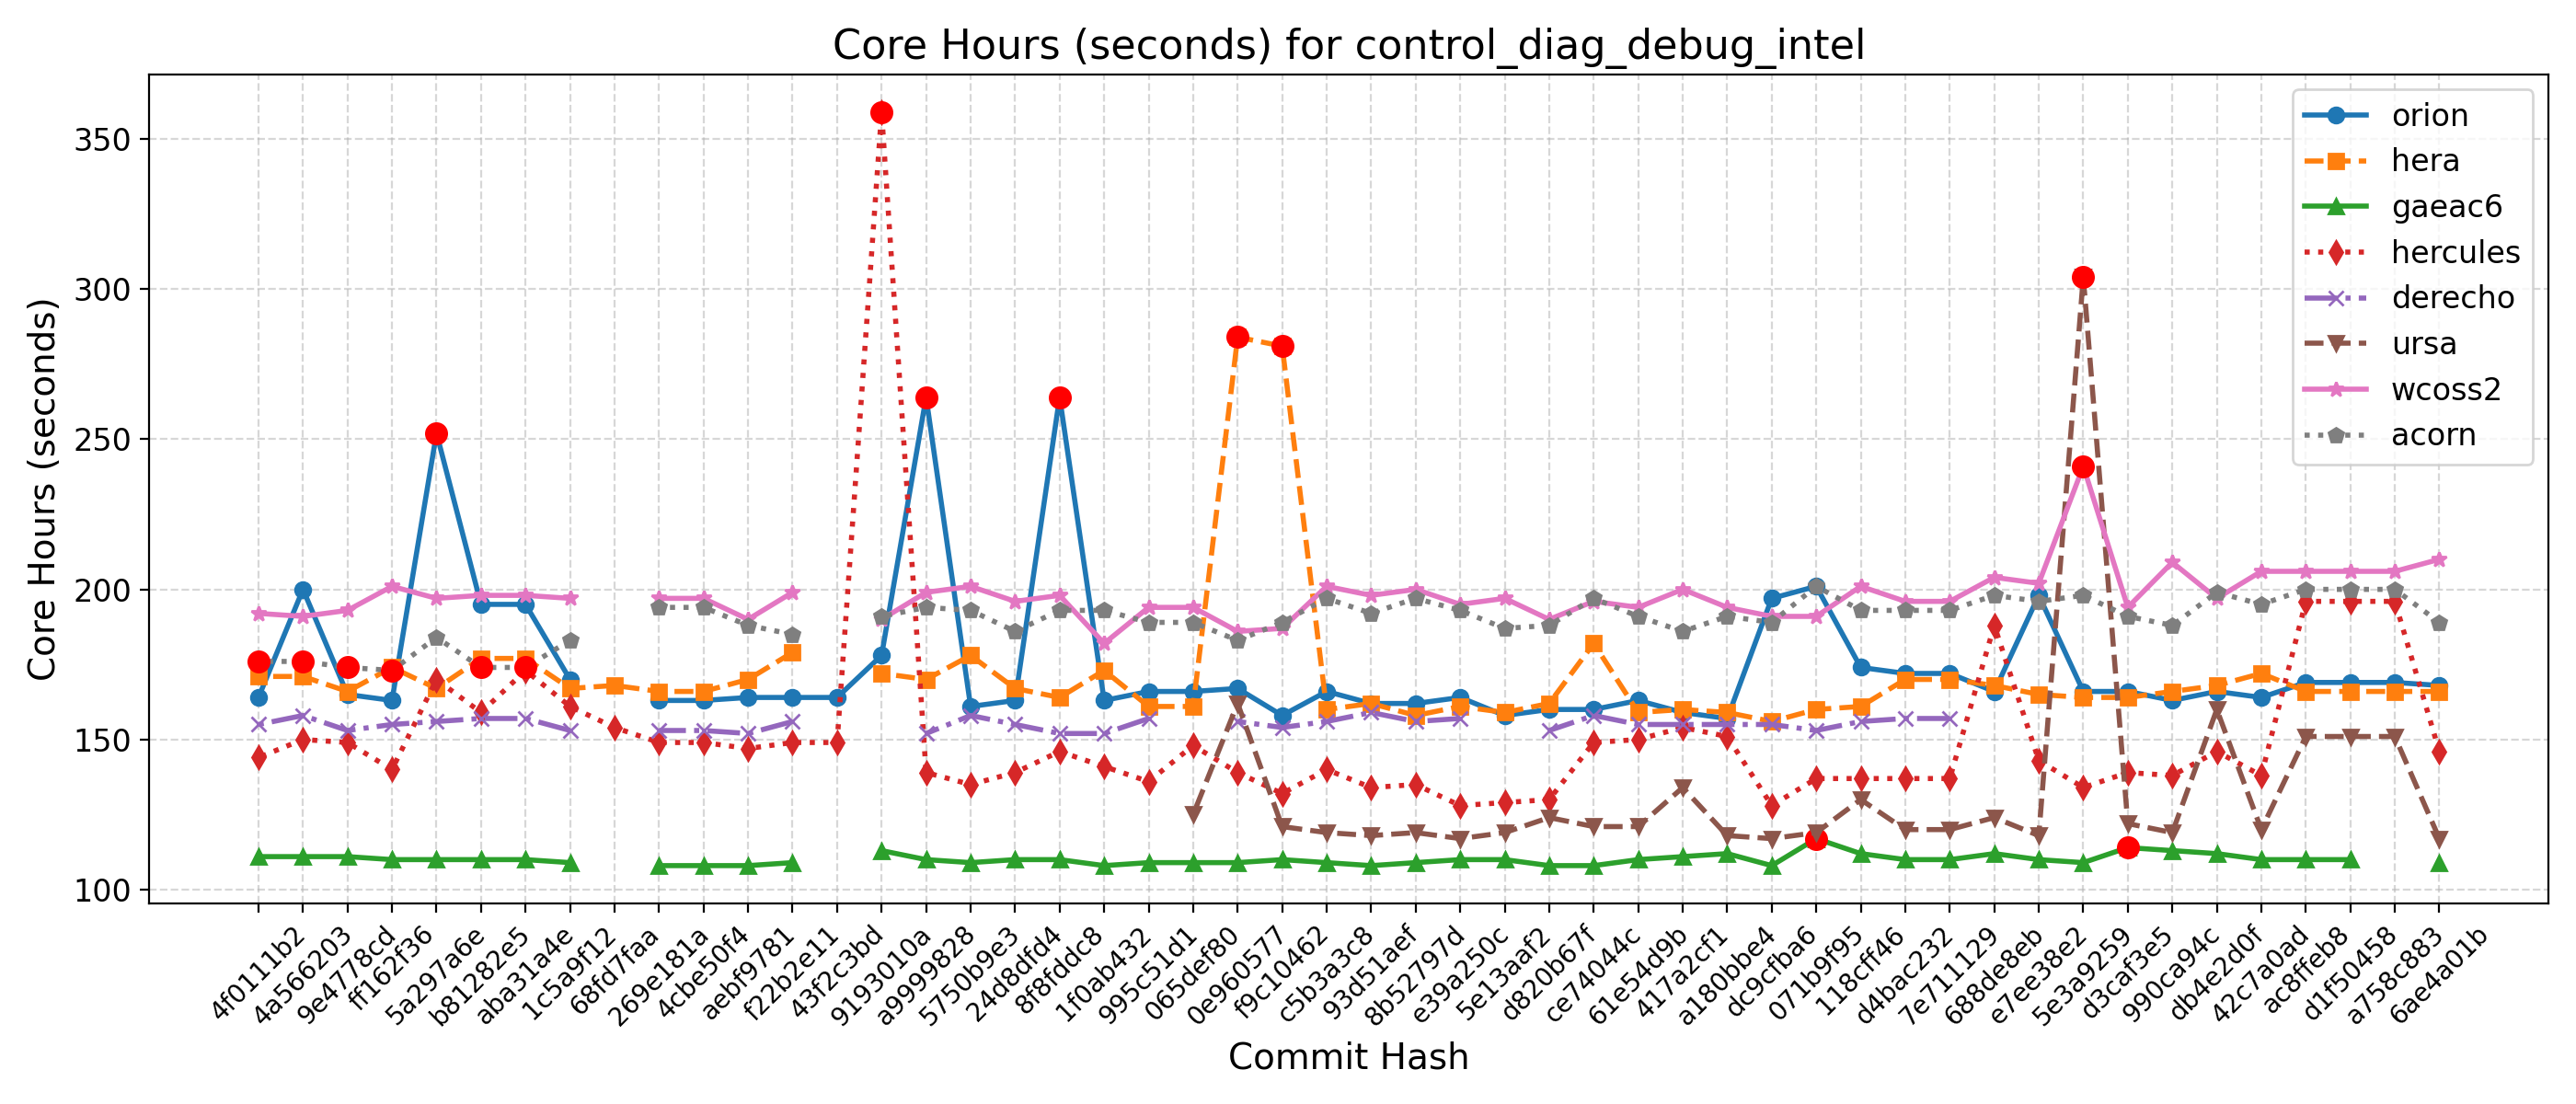 Core Hours (seconds) for control_diag_debug_intel
Core Hours (seconds)
350
300
250
200
150
100
orion
hera
gaeac6
hercules
derecho
ursa
wcoss2
acorn
4f0111b2
4a566203
9e4778cd
ff162f36
5a297a6e
b81282e5
aba31a4e
1c5a9f12
68fd7faa
269e181a
4cbe50f4
aebf9781
f22b2e11
43f2c3bd
9193010a
a9999828
5750b9e3
24d8dfd4
8f8fddc8
1f0ab432
995c51d1
065def80
0e960577
f9c10462
c5b3a3c8
93d51aef
8b52797d
e39a250c
5e13aaf2
d820b67f
ce74044c
61e54d9b
417a2cf1
a180bbe4
dc9cfba6
071b9f95
118cff46
d4bac232
7e711129
688de8eb
e7ee38e2
5e3a9259
d3caf3e5
990ca94c
db4e2d0f
42c7a0ad
ac8ffeb8
d1f50458
a758c883
6ae4a01b
Commit Hash